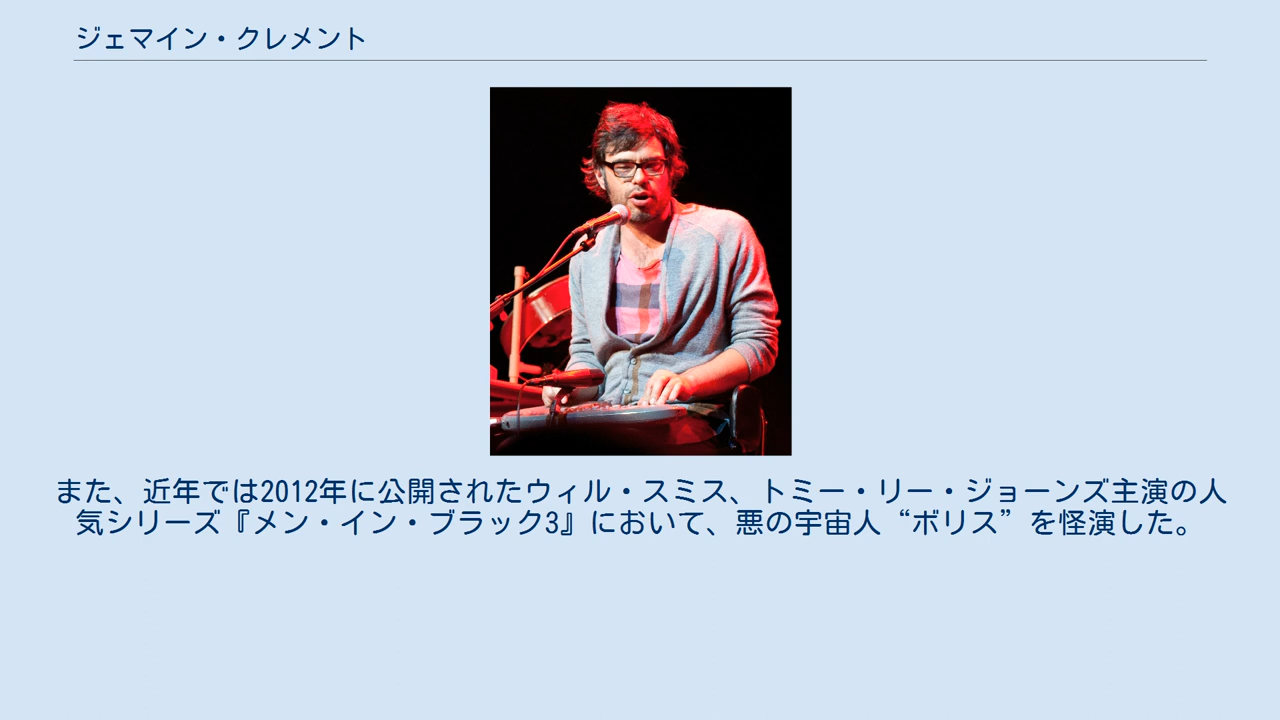 ジェマイン・クレメント
また、近年では2012年に公開されたウィル・スミス、トミー・リー・ジョーンズ主演の人
気シリーズ『メン・イン・ブラック3』において、悪の宇宙人“ボリス”を怪演した。